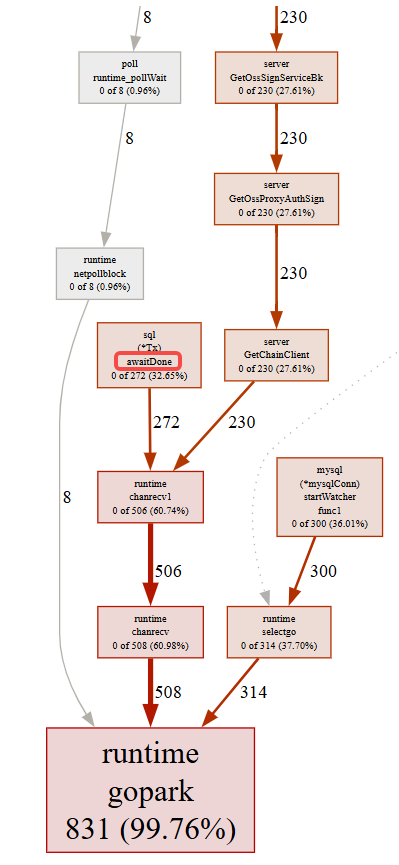 8
230
poll
runtime_pollWait
0 of 8 (0.96%)
server
GetOssSignServiceBk
0 of 230 (27.61%)
8
230
server
GetOssProxyAuthSign
0 of 230 (27.61%)
230
runtime
netpollblock
0 of 8 (0.96%)
sql
(*Tx)
awaitDone
0 of 272 (32.65%)
server
GetChainClient
0 of 230 (27.61%)
272
230
runtime
chanrecv1
0 of 506 (60.74%)
mysql
(*mysqlConn)
startWatcher
func1
0 of 300 (36.01%)
8
506
300
runtime
chanrecv
0 of 508 (60.98%)
runtime
selectgo
0 of 314 (37.70%)
508
314
runtime
gopark
831 (99.76%)